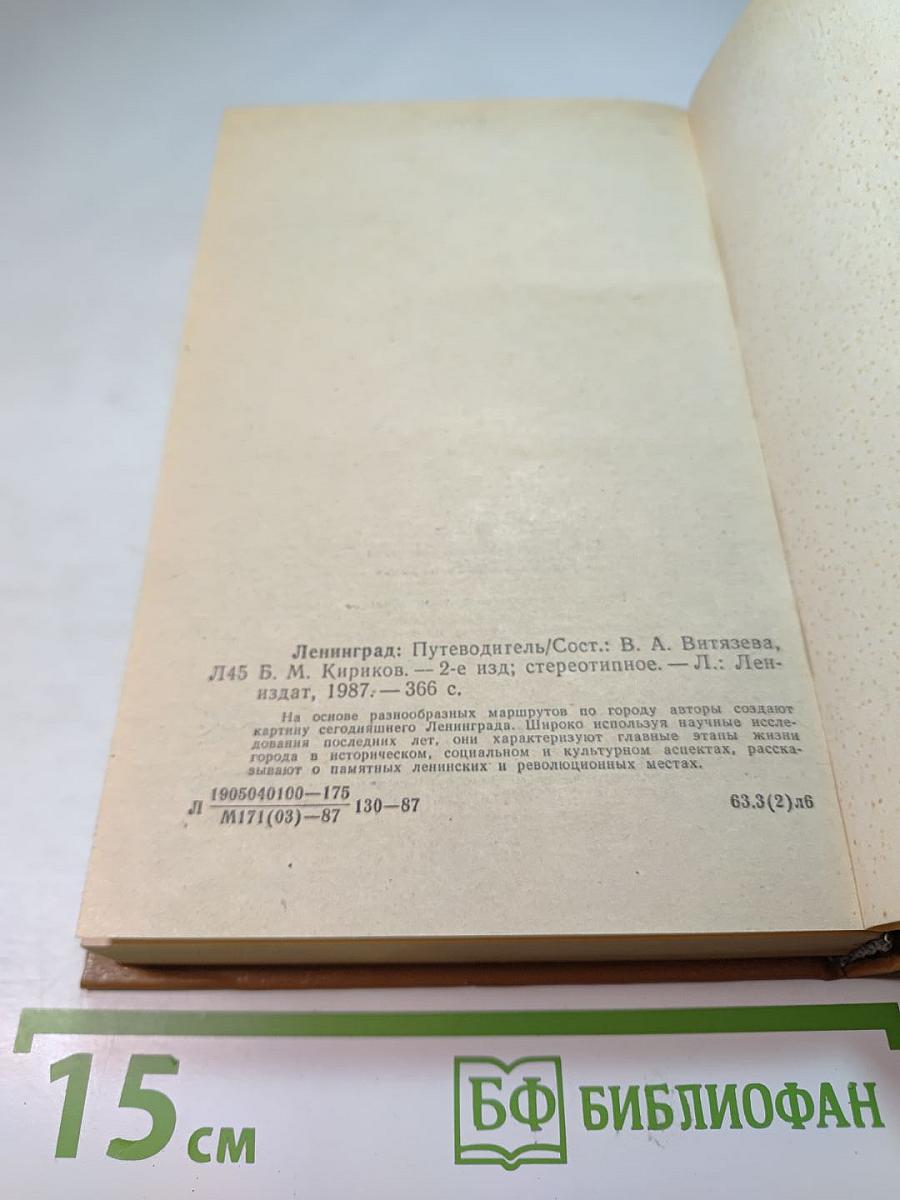 Ленинград: Путеводитель/Сост.: В. А. Витязева,
Л45 Б. М. Кириков. — 2-е изд; стереотипное. — Л.: Лен-
издат, 1987. — 366 с.
На основе разнообразных маршрутов по городу авторы создают
картину сегодняшнего Ленинграда. Широко используя научные иссле-
дования последних лет, они характеризуют главные этапы жизни
города в историческом, социальном и культурном аспектах, расска-
зывают о памятных ленинских и революционных местах.
Л 1905040100—175
М171(03)—87 130—87 63.3(2)л6
15 см БФ БИБЛИОФАН